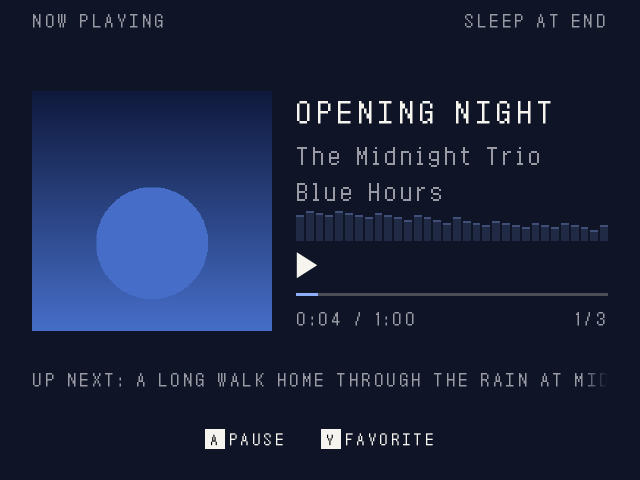 NOW PLAYING
SLEEP AT END
OPENING NIGHT
The Midnight Trio
Blue Hours
0:04 / 1:00
1/3
UP NEXT: A LONG WALK HOME THROUGH THE RAIN AT
A PAUSE
Y FAVORITE